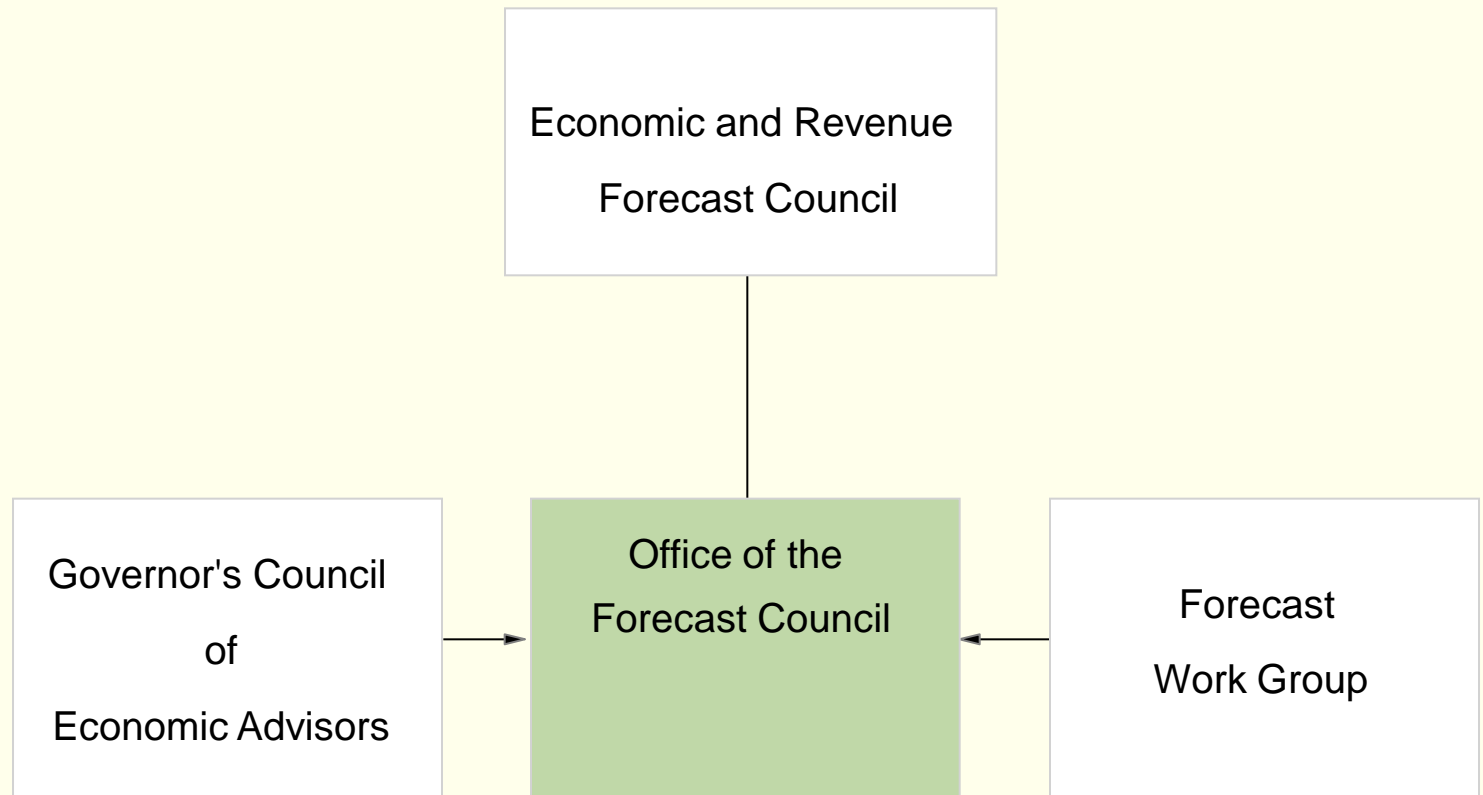 Economic and Revenue
Forecast Council
Governor's Council
of
Economic Advisors
Office of the
Forecast Council
Forecast
Work Group